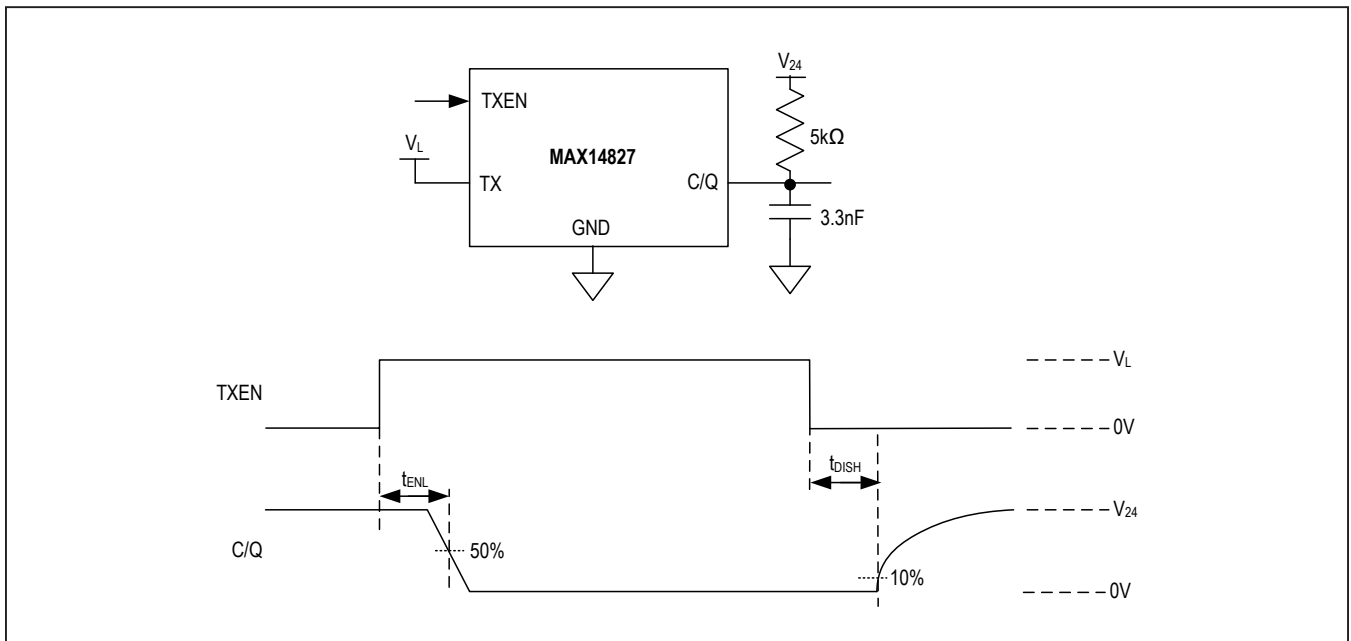 V24
TXEN
5kΩ
VL
MAX14827
TX
C/Q
3.3nF
GND
VL
TXEN
0V
tDISH
tENL
V24
C/Q
50%
10%
0V